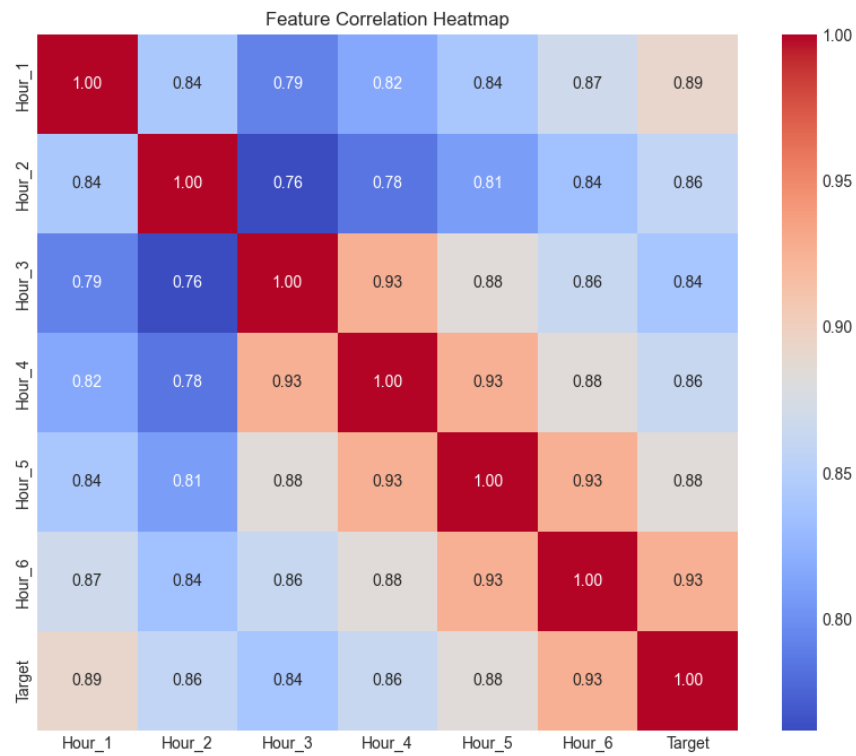 Feature Correlation Heatmap
Hour_1 1.00 0.84 0.79 0.82 0.84 0.87 0.89
Hour_2 0.84 1.00 0.76 0.78 0.81 0.84 0.86
Hour_3 0.79 0.76 1.00 0.93 0.88 0.86 0.84
Hour_4 0.82 0.78 0.93 1.00 0.93 0.88 0.86
Hour_5 0.84 0.81 0.88 0.93 1.00 0.93 0.88
Hour_6 0.87 0.84 0.86 0.88 0.93 1.00 0.93
Target 0.89 0.86 0.84 0.86 0.88 0.93 1.00
Hour_1 Hour_2 Hour_3 Hour_4 Hour_5 Hour_6 Target
1.00
0.95
0.90
0.85
0.80